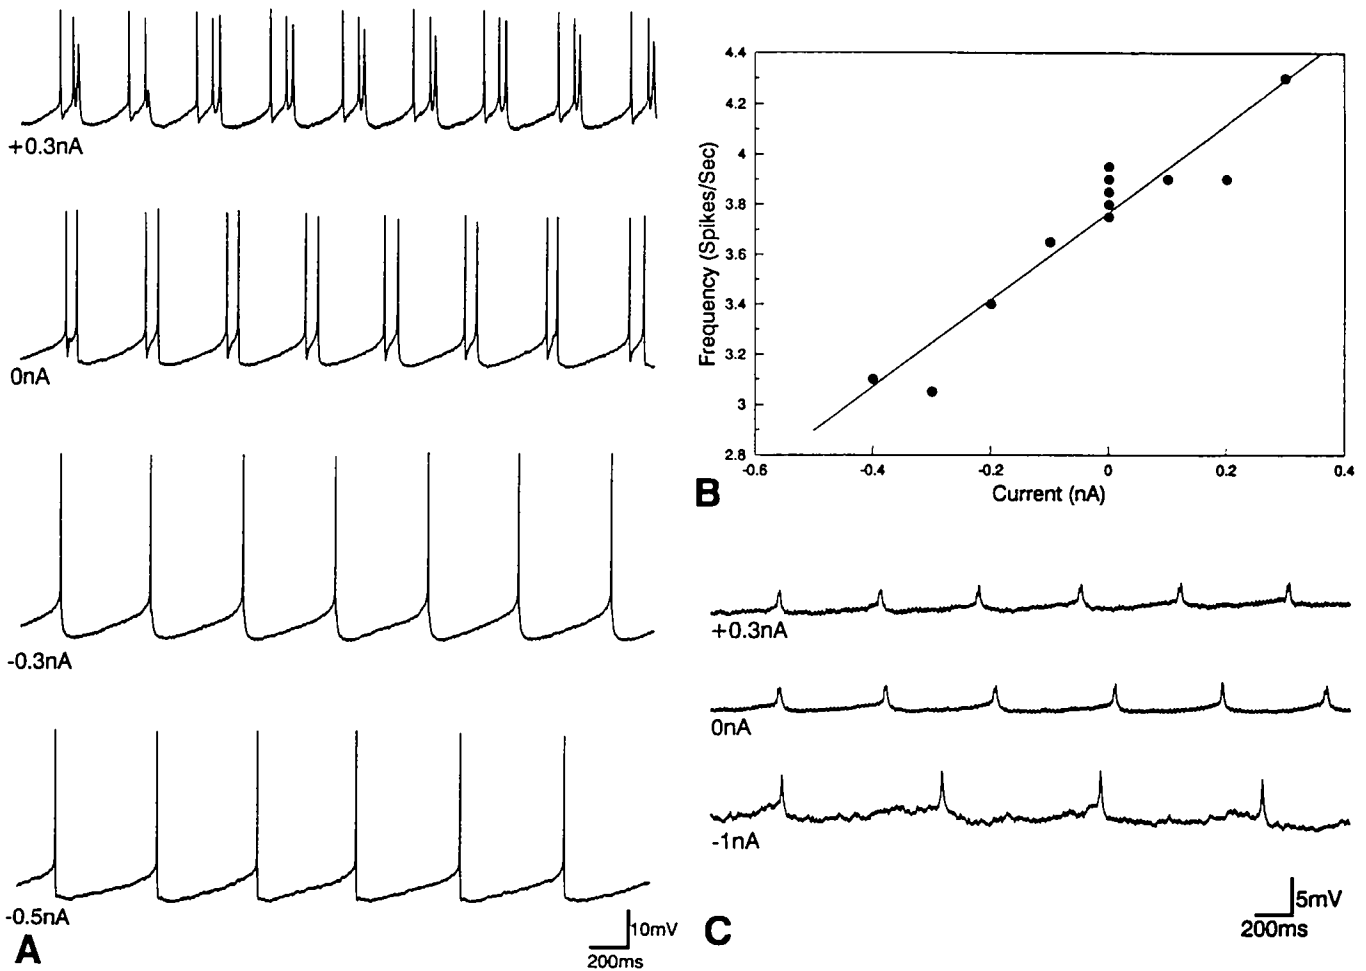 +0.3nA
0nA
-0.3nA
-0.5nA
10mV
200ms
A
4.4
4.2
4
3.8
3.6
3.4
3.2
3
2.8
Frequency (Spikes/Sec)
-0.6
-0.4
-0.2
0
0.2
0.4
Current (nA)
B
+0.3nA
0nA
-1nA
5mV
200ms
C